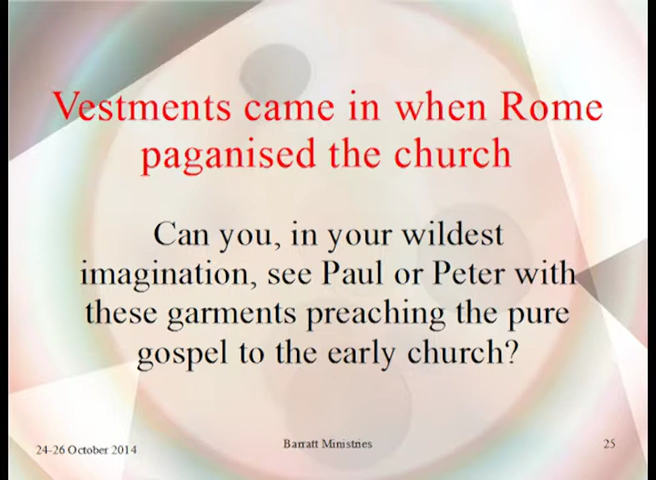 Vestments came in when Rome
paganised the church
Can you, in your wildest
imagination, see Paul or Peter with
these garments preaching the pure
gospel to the early church?
24-26 October 2014
Barratt Ministries
25